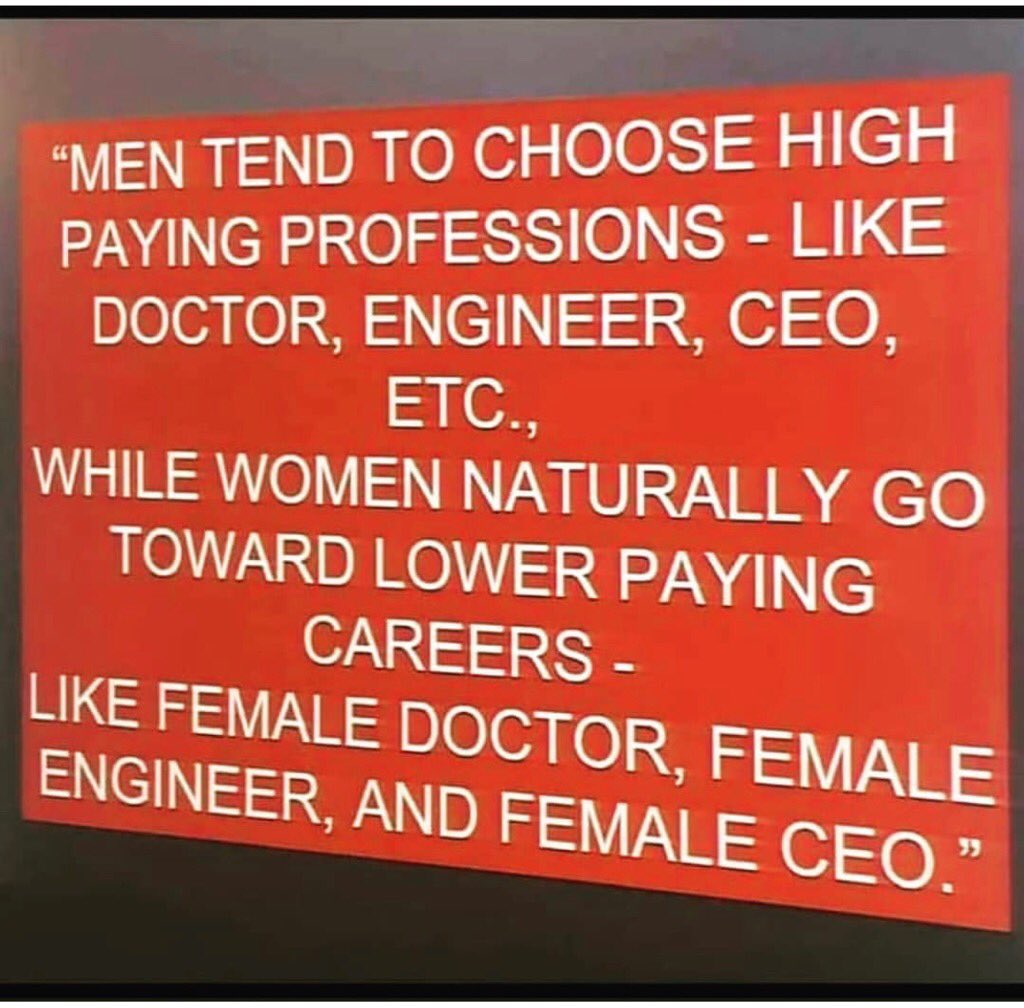 “MEN TEND TO CHOOSE HIGH
PAYING PROFESSIONS - LIKE
DOCTOR, ENGINEER, CEO,
ETC.,
WHILE WOMEN NATURALLY GO
TOWARD LOWER PAYING
CAREERS -
LIKE FEMALE DOCTOR, FEMALE
ENGINEER, AND FEMALE CEO.”